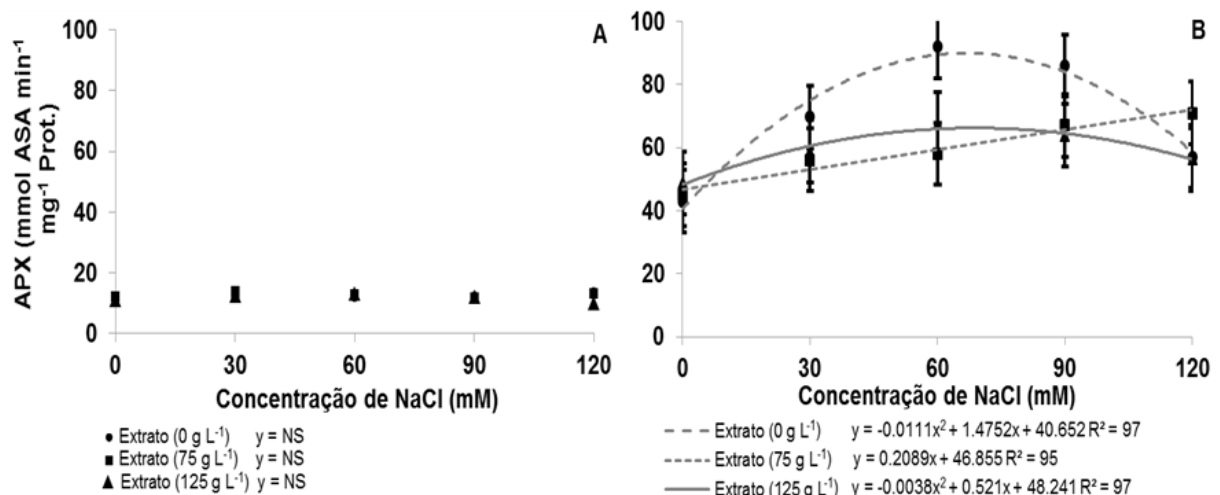 A
APX (mmol ASA min⁻¹
mg⁻¹ Prot.)
100
80
60
40
20
0
0 30 60 90 120
Concentração de NaCl (mM)
Extrato (0 g L⁻¹) y = NS
Extrato (75 g L⁻¹) y = NS
Extrato (125 g L⁻¹) y = NS
B
100
80
60
40
20
0
0 30 60 90 120
Concentração de NaCl (mM)
Extrato (0 g L⁻¹) y = -0.0111x² + 1.4752x + 40.652 R² = 97
Extrato (75 g L⁻¹) y = 0.2089x + 46.855 R² = 95
Extrato (125 g L⁻¹) y = -0.0038x² + 0.521x + 48.241 R² = 97